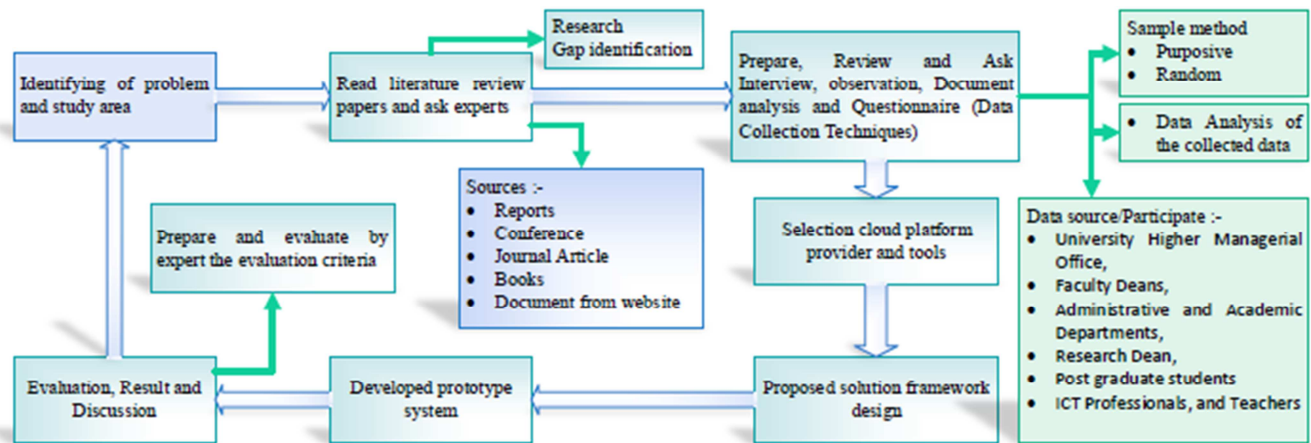 Identifying of problem
and study area
Read literature review
papers and ask experts
Research
Gap identification
Prepare, Review and Ask
Interview, observation, Document
analysis and Questionnaire (Data
Collection Techniques)
Sample method
• Purposive
• Random
• Data Analysis of
the collected data
Sources :-
• Reports
• Conference
• Journal Article
• Books
• Document from website
Data source/Participate :-
• University Higher Managerial
Office,
• Faculty Deans,
• Administrative and Academic
Departments,
• Research Dean,
• Post graduate students
• ICT Professionals, and Teachers
Selection cloud platform
provider and tools
Proposed solution framework
design
Developed prototype
system
Evaluation, Result and
Discussion
Prepare and evaluate by
expert the evaluation criteria